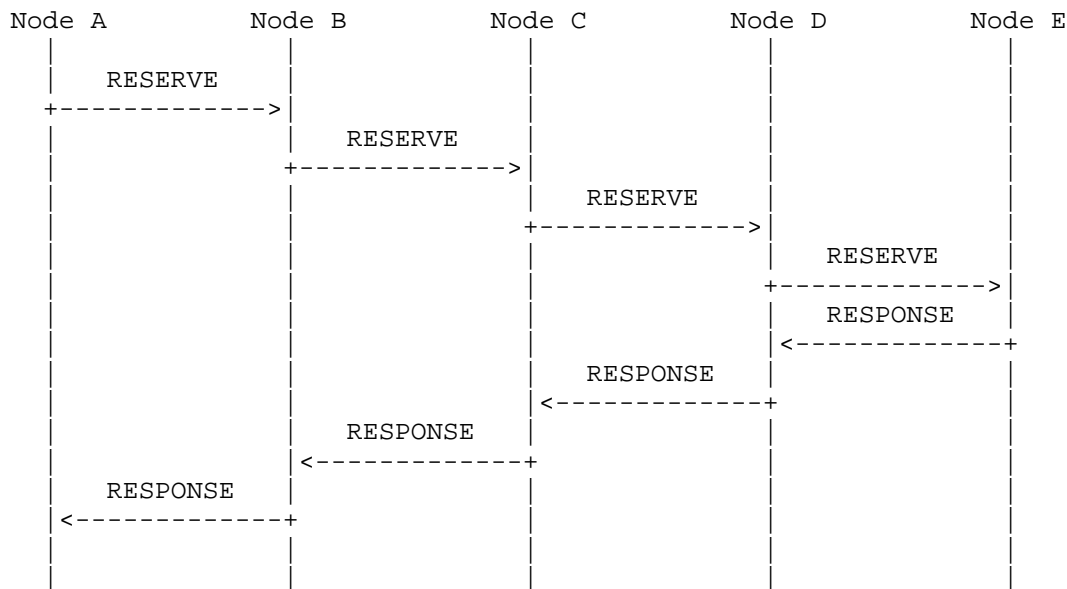 Node A Node B Node C Node D Node E
RESERVE
RESERVE
RESERVE
RESERVE
RESPONSE
RESPONSE
RESPONSE
RESPONSE